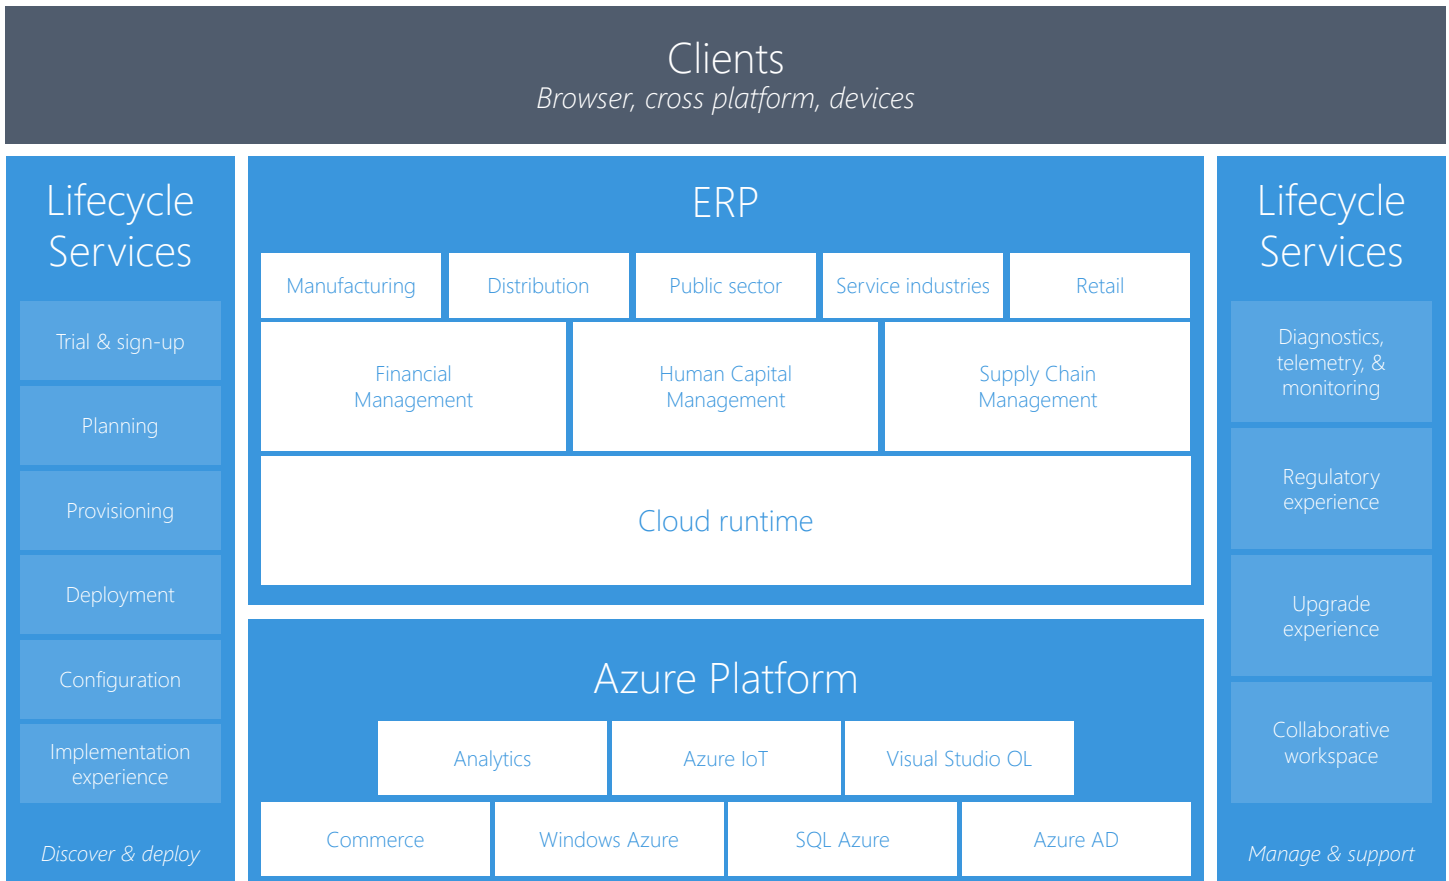 Clients
Browser, cross platform, devices
Lifecycle
Services
Trial & sign-up
Planning
Provisioning
Deployment
Configuration
Implementation
experience
Discover & deploy
ERP
Manufacturing
Distribution
Public sector
Service industries
Retail
Financial
Management
Human Capital
Management
Supply Chain
Management
Cloud runtime
Azure Platform
Analytics
Azure IoT
Visual Studio OL
Commerce
Windows Azure
SQL Azure
Azure AD
Lifecycle
Services
Diagnostics,
telemetry, &
monitoring
Regulatory
experience
Upgrade
experience
Collaborative
workspace
Manage & support